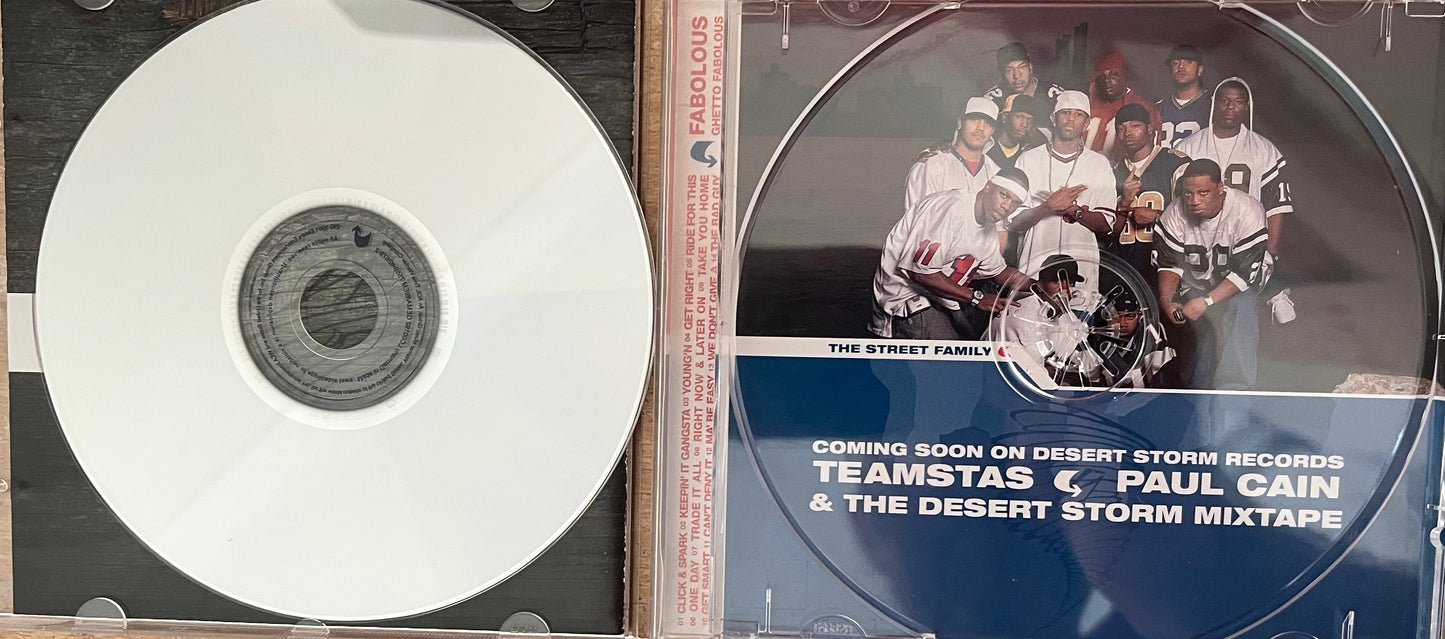 FABOLOUS
GHETTO FABOLOUS
01 CLICK & SPARK 02 KEEPIN' IT GANGSTA 03 YOUNG'N 04 GET RIGHT 05 RIDE FOR THIS
06 ONE DAY 07 TRADE IT ALL 08 RIGHT NOW & LATER ON 09 TAKE YOU HOME
10 GET SMART 11 CAN'T DENY IT 12 MA' BE EASY 13 WE DON'T GIVE A 14 THE BAD GUY
THE STREET FAMILY
COMING SOON ON DESERT STORM RECORDS
TEAMSTAS PAUL CAIN
& THE DESERT STORM MIXTAPE